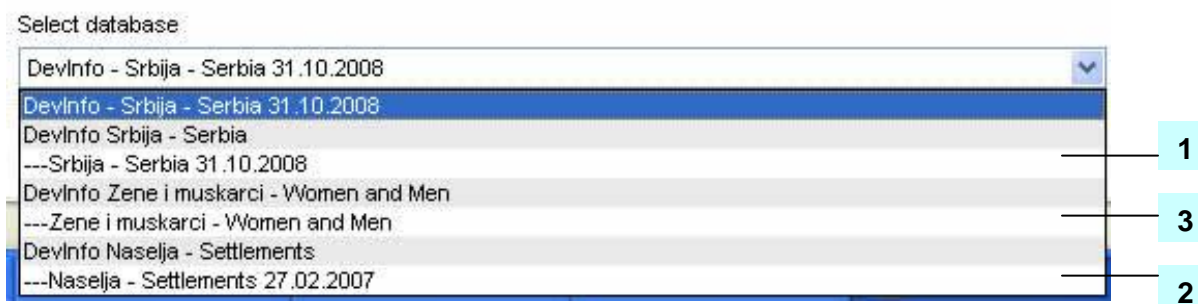 Select database
DevInfo - Srbija - Serbia 31.10.2008
DevInfo - Srbija - Serbia 31.10.2008
DevInfo Srbija - Serbia
---Srbija - Serbia 31.10.2008
1
DevInfo Zene i muskarci - Women and Men
---Zene i muskarci - Women and Men
3
DevInfo Naselja - Settlements
---Naselja - Settlements 27.02.2007
2